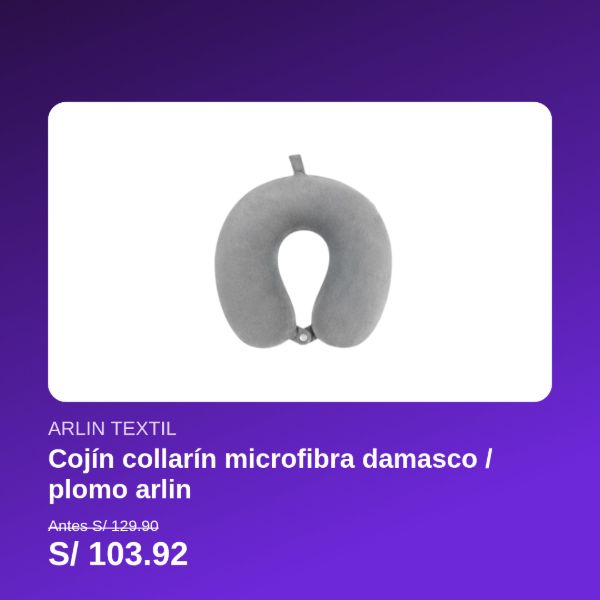 ARLIN TEXTIL
Cojín collarín microfibra damasco /
plomo arlin
Antes S/ 129.90
S/ 103.92